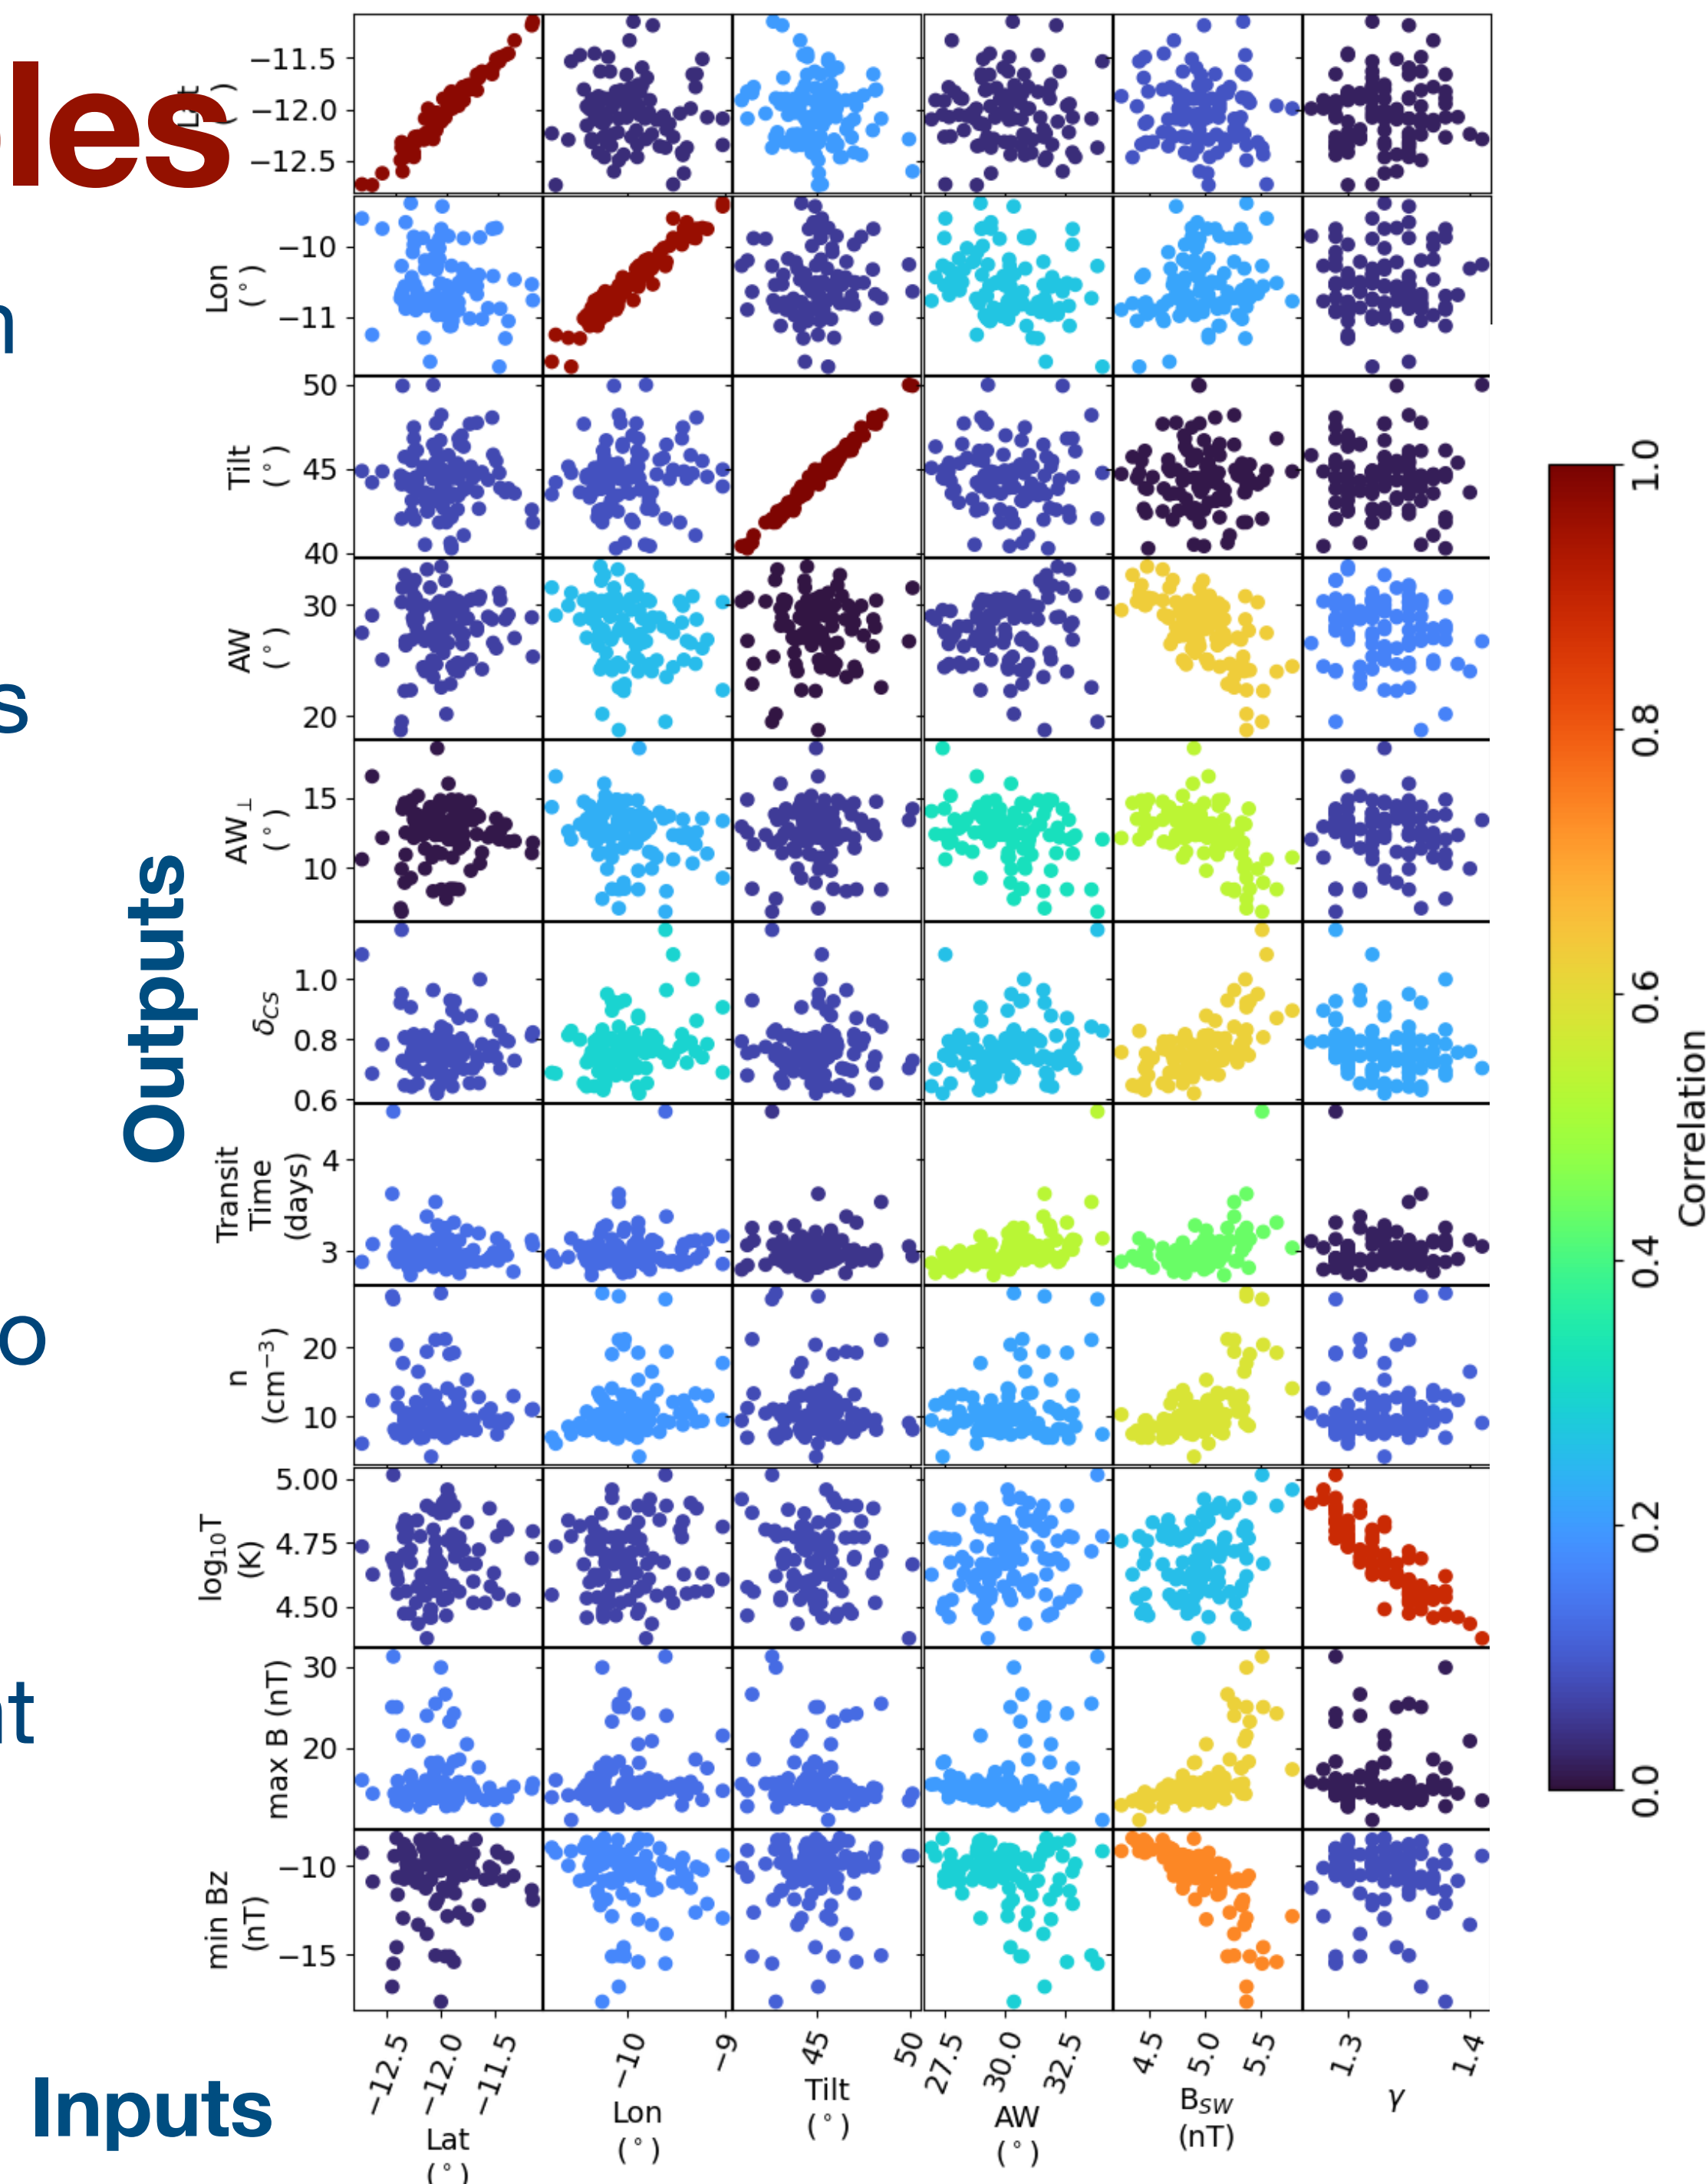 les
n
s
o
nt
Outputs
Inputs
(°)
−11.5
−12.0
−12.5
Lon
(°)
−10
−11
Tilt
(°)
50
45
40
AW
(°)
30
20
AW⊥
(°)
15
10
δCS
1.0
0.8
0.6
Transit
Time
(days)
4
3
n
(cm−3)
20
10
log10T
(K)
5.00
4.75
4.50
max B (nT)
30
20
min Bz
(nT)
−10
−15
−12.5
−12.0
−11.5
Lat
(°)
−10
−9
Lon
(°)
45
50
Tilt
(°)
27.5
30.0
32.5
AW
(°)
4.5
5.0
5.5
BSW
(nT)
1.3
1.4
γ
1.0
0.8
0.6
0.4
0.2
0.0
Correlation